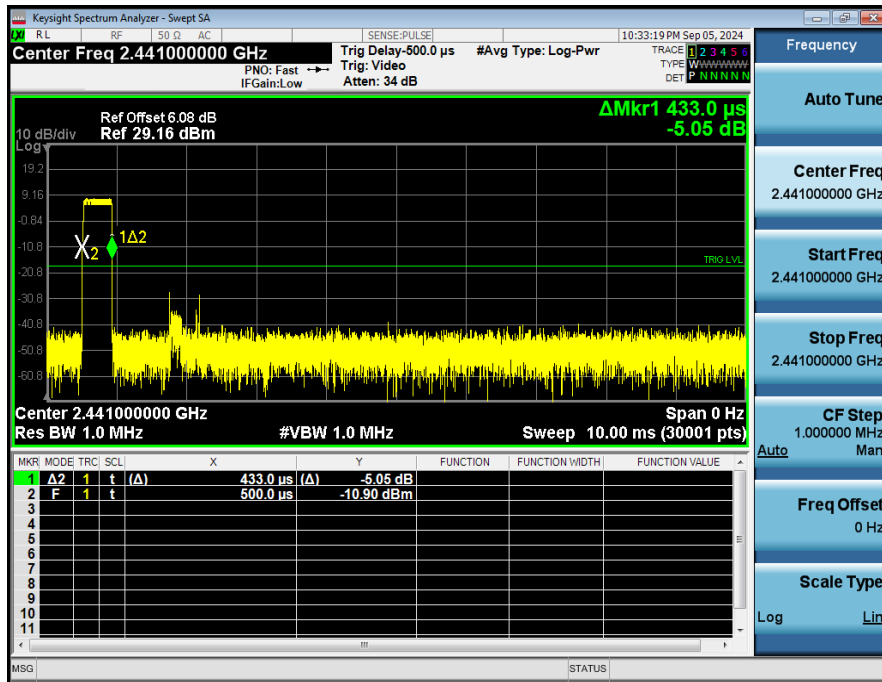 Keysight Spectrum Analyzer - Swept SA
LXI RL RF 50 Ω AC SENSE:PULSE 10:33:19 PM Sep 05, 2024
Center Freq 2.441000000 GHz
PNO: Fast
IFGain:Low
Trig Delay-500.0 µs
Trig: Video
Atten: 34 dB
#Avg Type: Log-Pwr
TRACE 1 2 3 4 5 6
TYPE WWWWWW
DET P N N N N N
Ref Offset 6.08 dB
10 dB/div Ref 29.16 dBm
Log
ΔMkr1 433.0 µs
-5.05 dB
19.2
9.16
-0.84
-10.8
-20.8
-30.8
-40.8
-50.8
-60.8
X2
1Δ2
TRIG LVL
Center 2.441000000 GHz Span 0 Hz
Res BW 1.0 MHz #VBW 1.0 MHz Sweep 10.00 ms (30001 pts)
MKR MODE TRC SCL X Y FUNCTION FUNCTION WIDTH FUNCTION VALUE
1 Δ2 1 t (Δ) 433.0 µs (Δ) -5.05 dB
2 F 1 t 500.0 µs -10.90 dBm
3
4
5
6
7
8
9
10
11
MSG STATUS
Frequency
Auto Tune
Center Freq
2.441000000 GHz
Start Freq
2.441000000 GHz
Stop Freq
2.441000000 GHz
CF Step
1.000000 MHz
Auto Man
Freq Offset
0 Hz
Scale Type
Log Lin